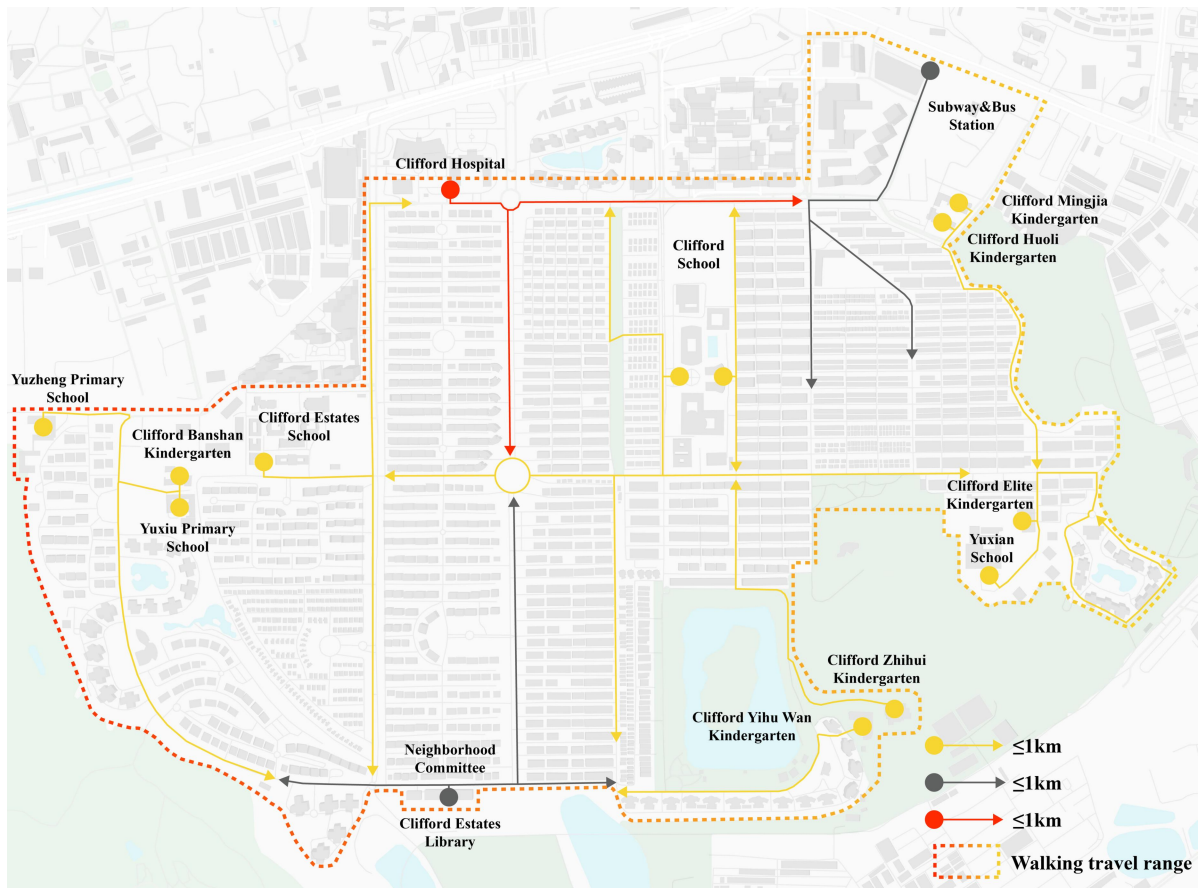 Subway&Bus
Station
Clifford Hospital
Clifford Mingjia
Kindergarten
Clifford Huoli
Kindergarten
Clifford
School
Yuzheng Primary
School
Clifford Estates
School
Clifford Banshan
Kindergarten
Yuxiu Primary
School
Clifford Elite
Kindergarten
Yuxian
School
Clifford Zhihui
Kindergarten
Clifford Yihu Wan
Kindergarten
Neighborhood
Committee
Clifford Estates
Library
≤1km
≤1km
≤1km
Walking travel range